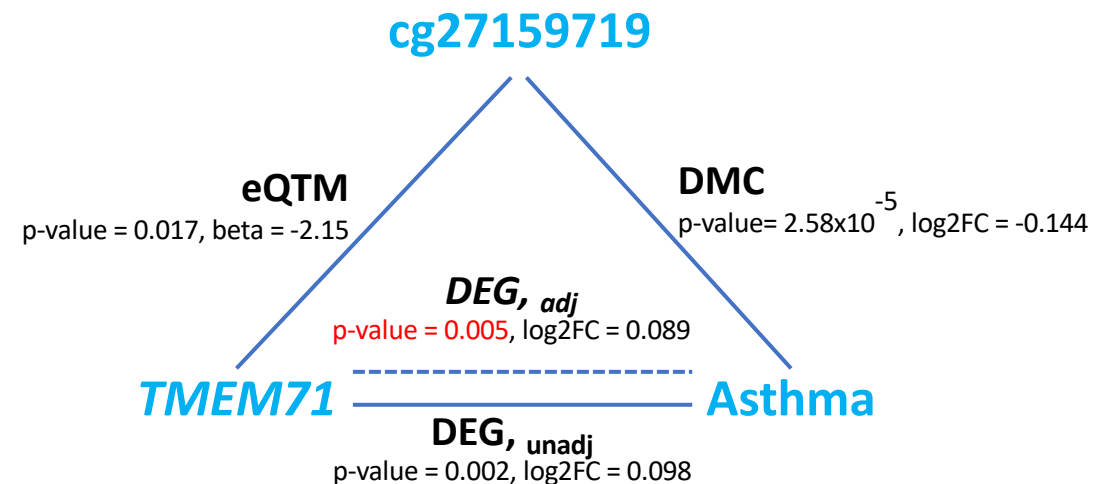 cg27159719
eQTM
p-value = 0.017, beta = -2.15
DMC
p-value= 2.58x10^-5, log2FC = -0.144
DEG, adj
p-value = 0.005, log2FC = 0.089
TMEM71
Asthma
DEG, unadj
p-value = 0.002, log2FC = 0.098